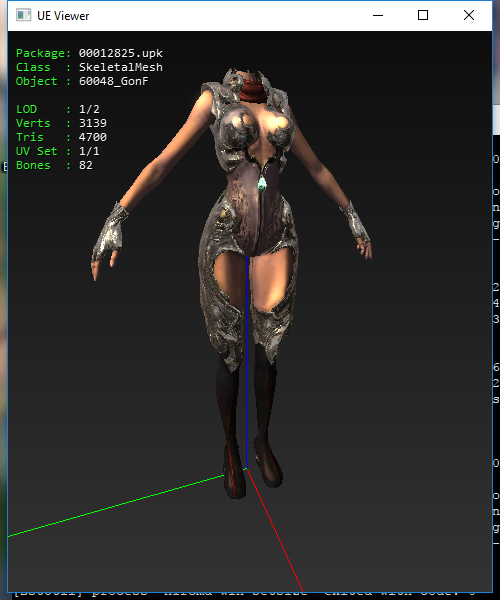 UE Viewer
Package: 00012825.upk
Class : SkeletalMesh
Object : 60048_GonF
LOD : 1/2
Verts : 3139
Tris : 4700
UV Set : 1/1
Bones : 82